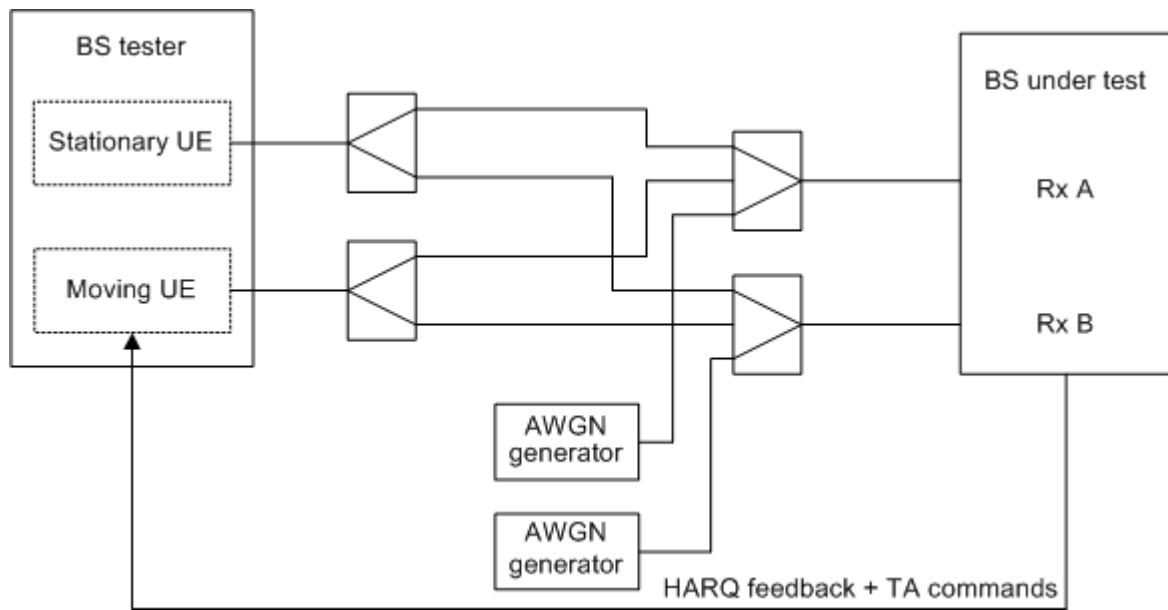 BS tester
Stationary UE
Moving UE
BS under test
Rx A
Rx B
AWGN
generator
AWGN
generator
HARQ feedback + TA commands